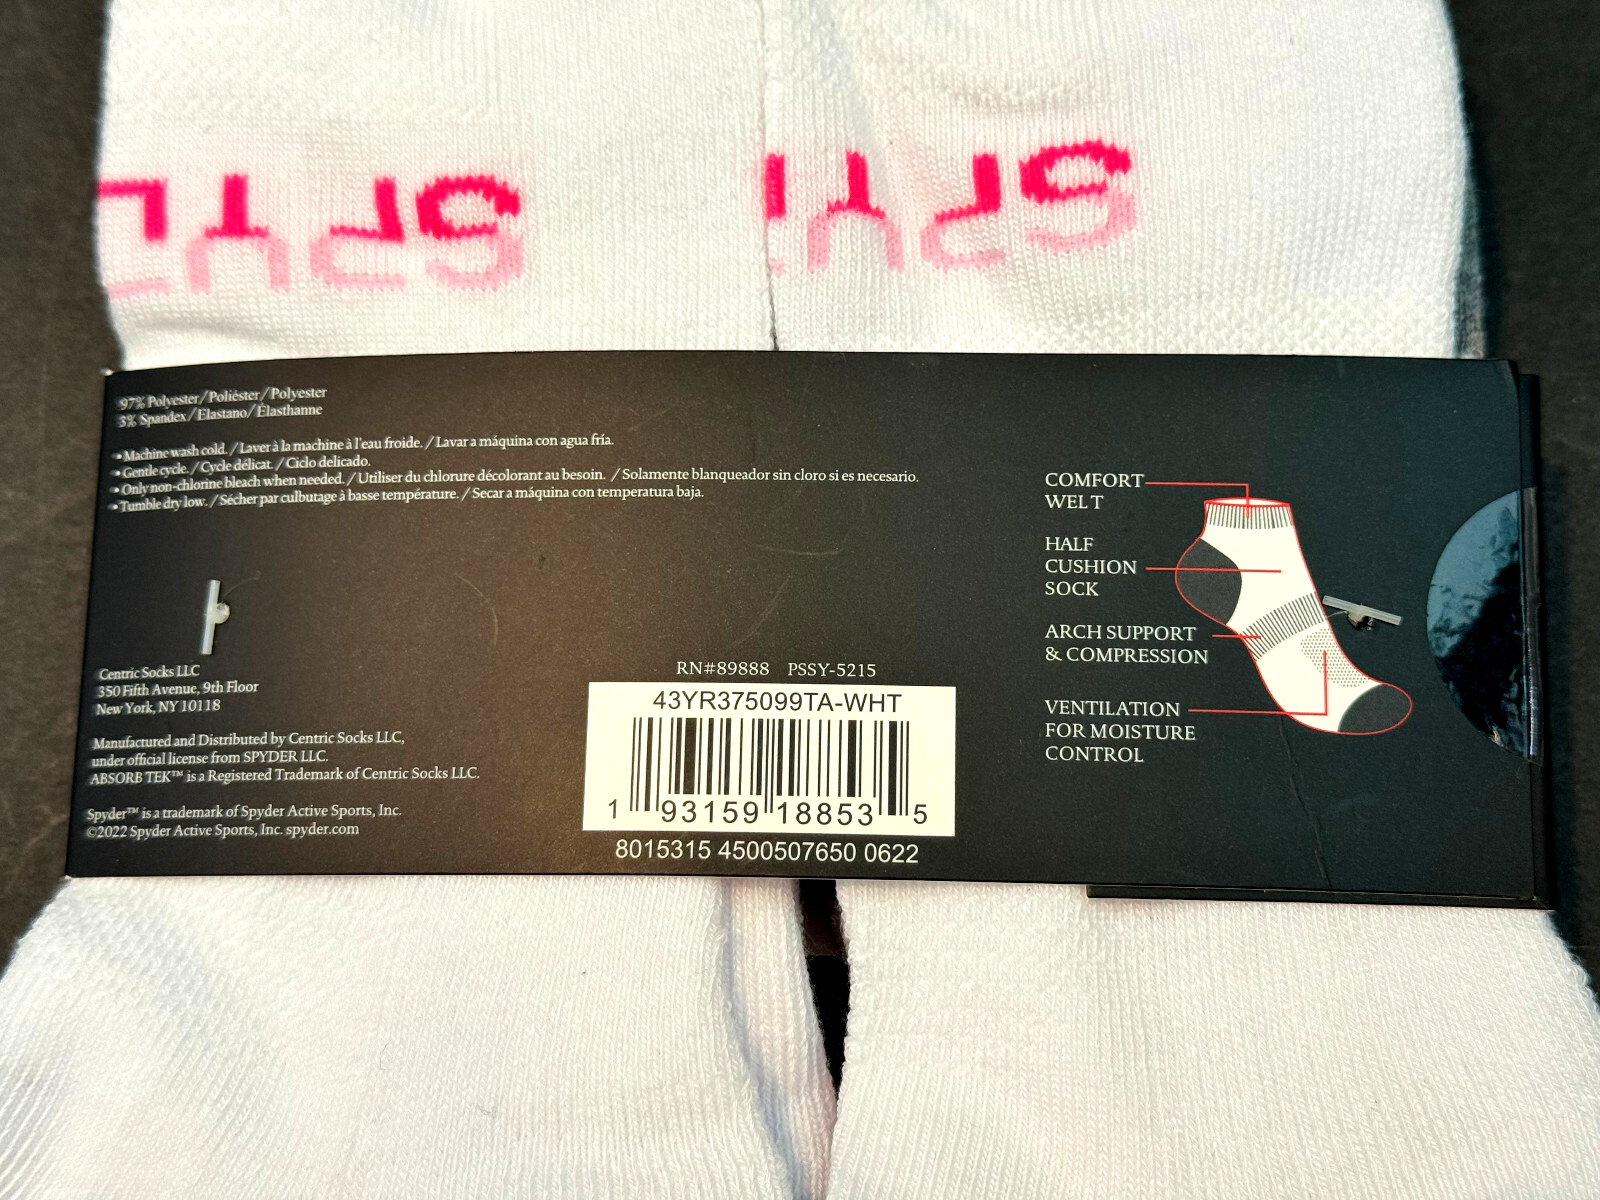 97% Polyester/Poliéster/Polyester
3% Spandex/Elastano/Élasthanne
• Machine wash cold. /Laver à la machine à l'eau froide. /Lavar a máquina con agua fría.
• Gentle cycle. /Cycle délicat. /Ciclo delicado.
• Only non-chlorine bleach when needed. /Utiliser du chlorure décolorant au besoin. /Solamente blanqueador sin cloro si es necesario.
• Tumble dry low. /Sécher par culbutage à basse température. /Secar a máquina con temperatura baja.
Centric Socks LLC
350 Fifth Avenue, 9th Floor
New York, NY 10118
Manufactured and Distributed by Centric Socks LLC,
under official license from SPYDER LLC.
ABSORB TEK™ is a Registered Trademark of Centric Socks LLC.
Spyder™ is a trademark of Spyder Active Sports, Inc.
©2022 Spyder Active Sports, Inc. spyder.com
RN#89888 PSSY-5215
43YR375099TA-WHT
1 93159 18853 5
8015315 4500507650 0622
COMFORT
WELT
HALF
CUSHION
SOCK
ARCH SUPPORT
& COMPRESSION
VENTILATION
FOR MOISTURE
CONTROL